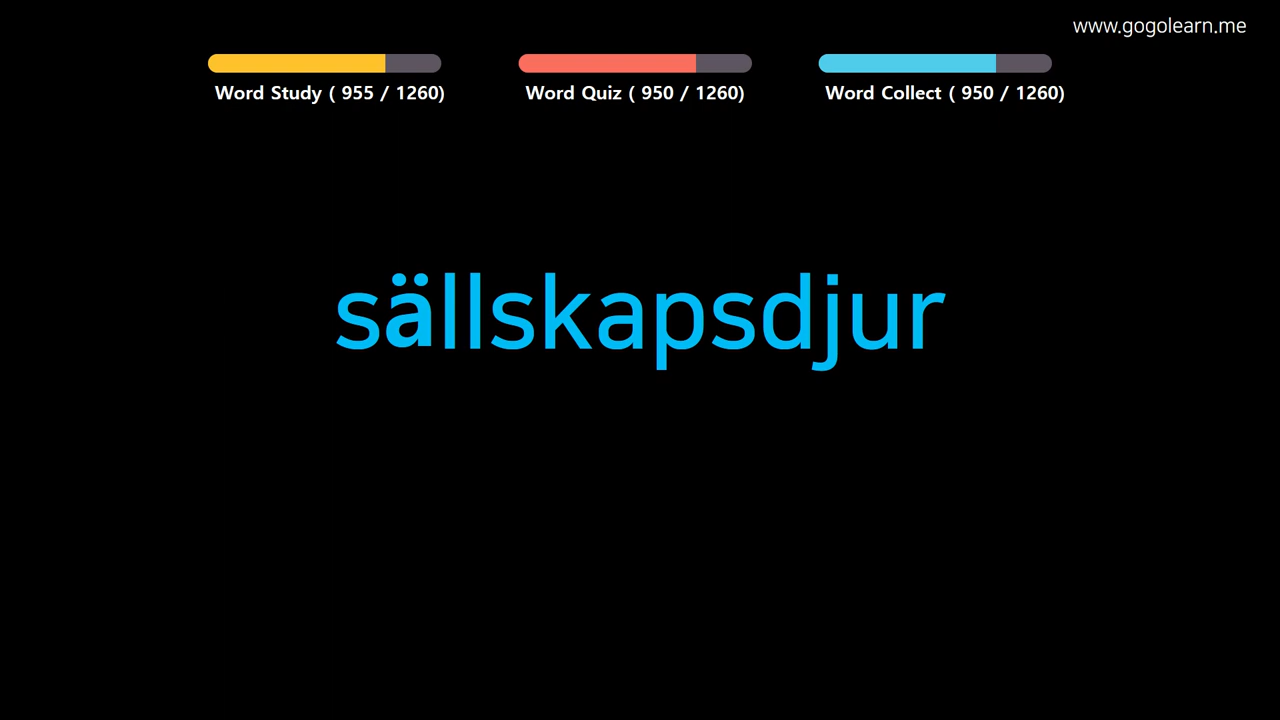 www.gogolearn.me
Word Study ( 955 / 1260)
Word Quiz ( 950 / 1260)
Word Collect ( 950 / 1260)
sällskapsdjur